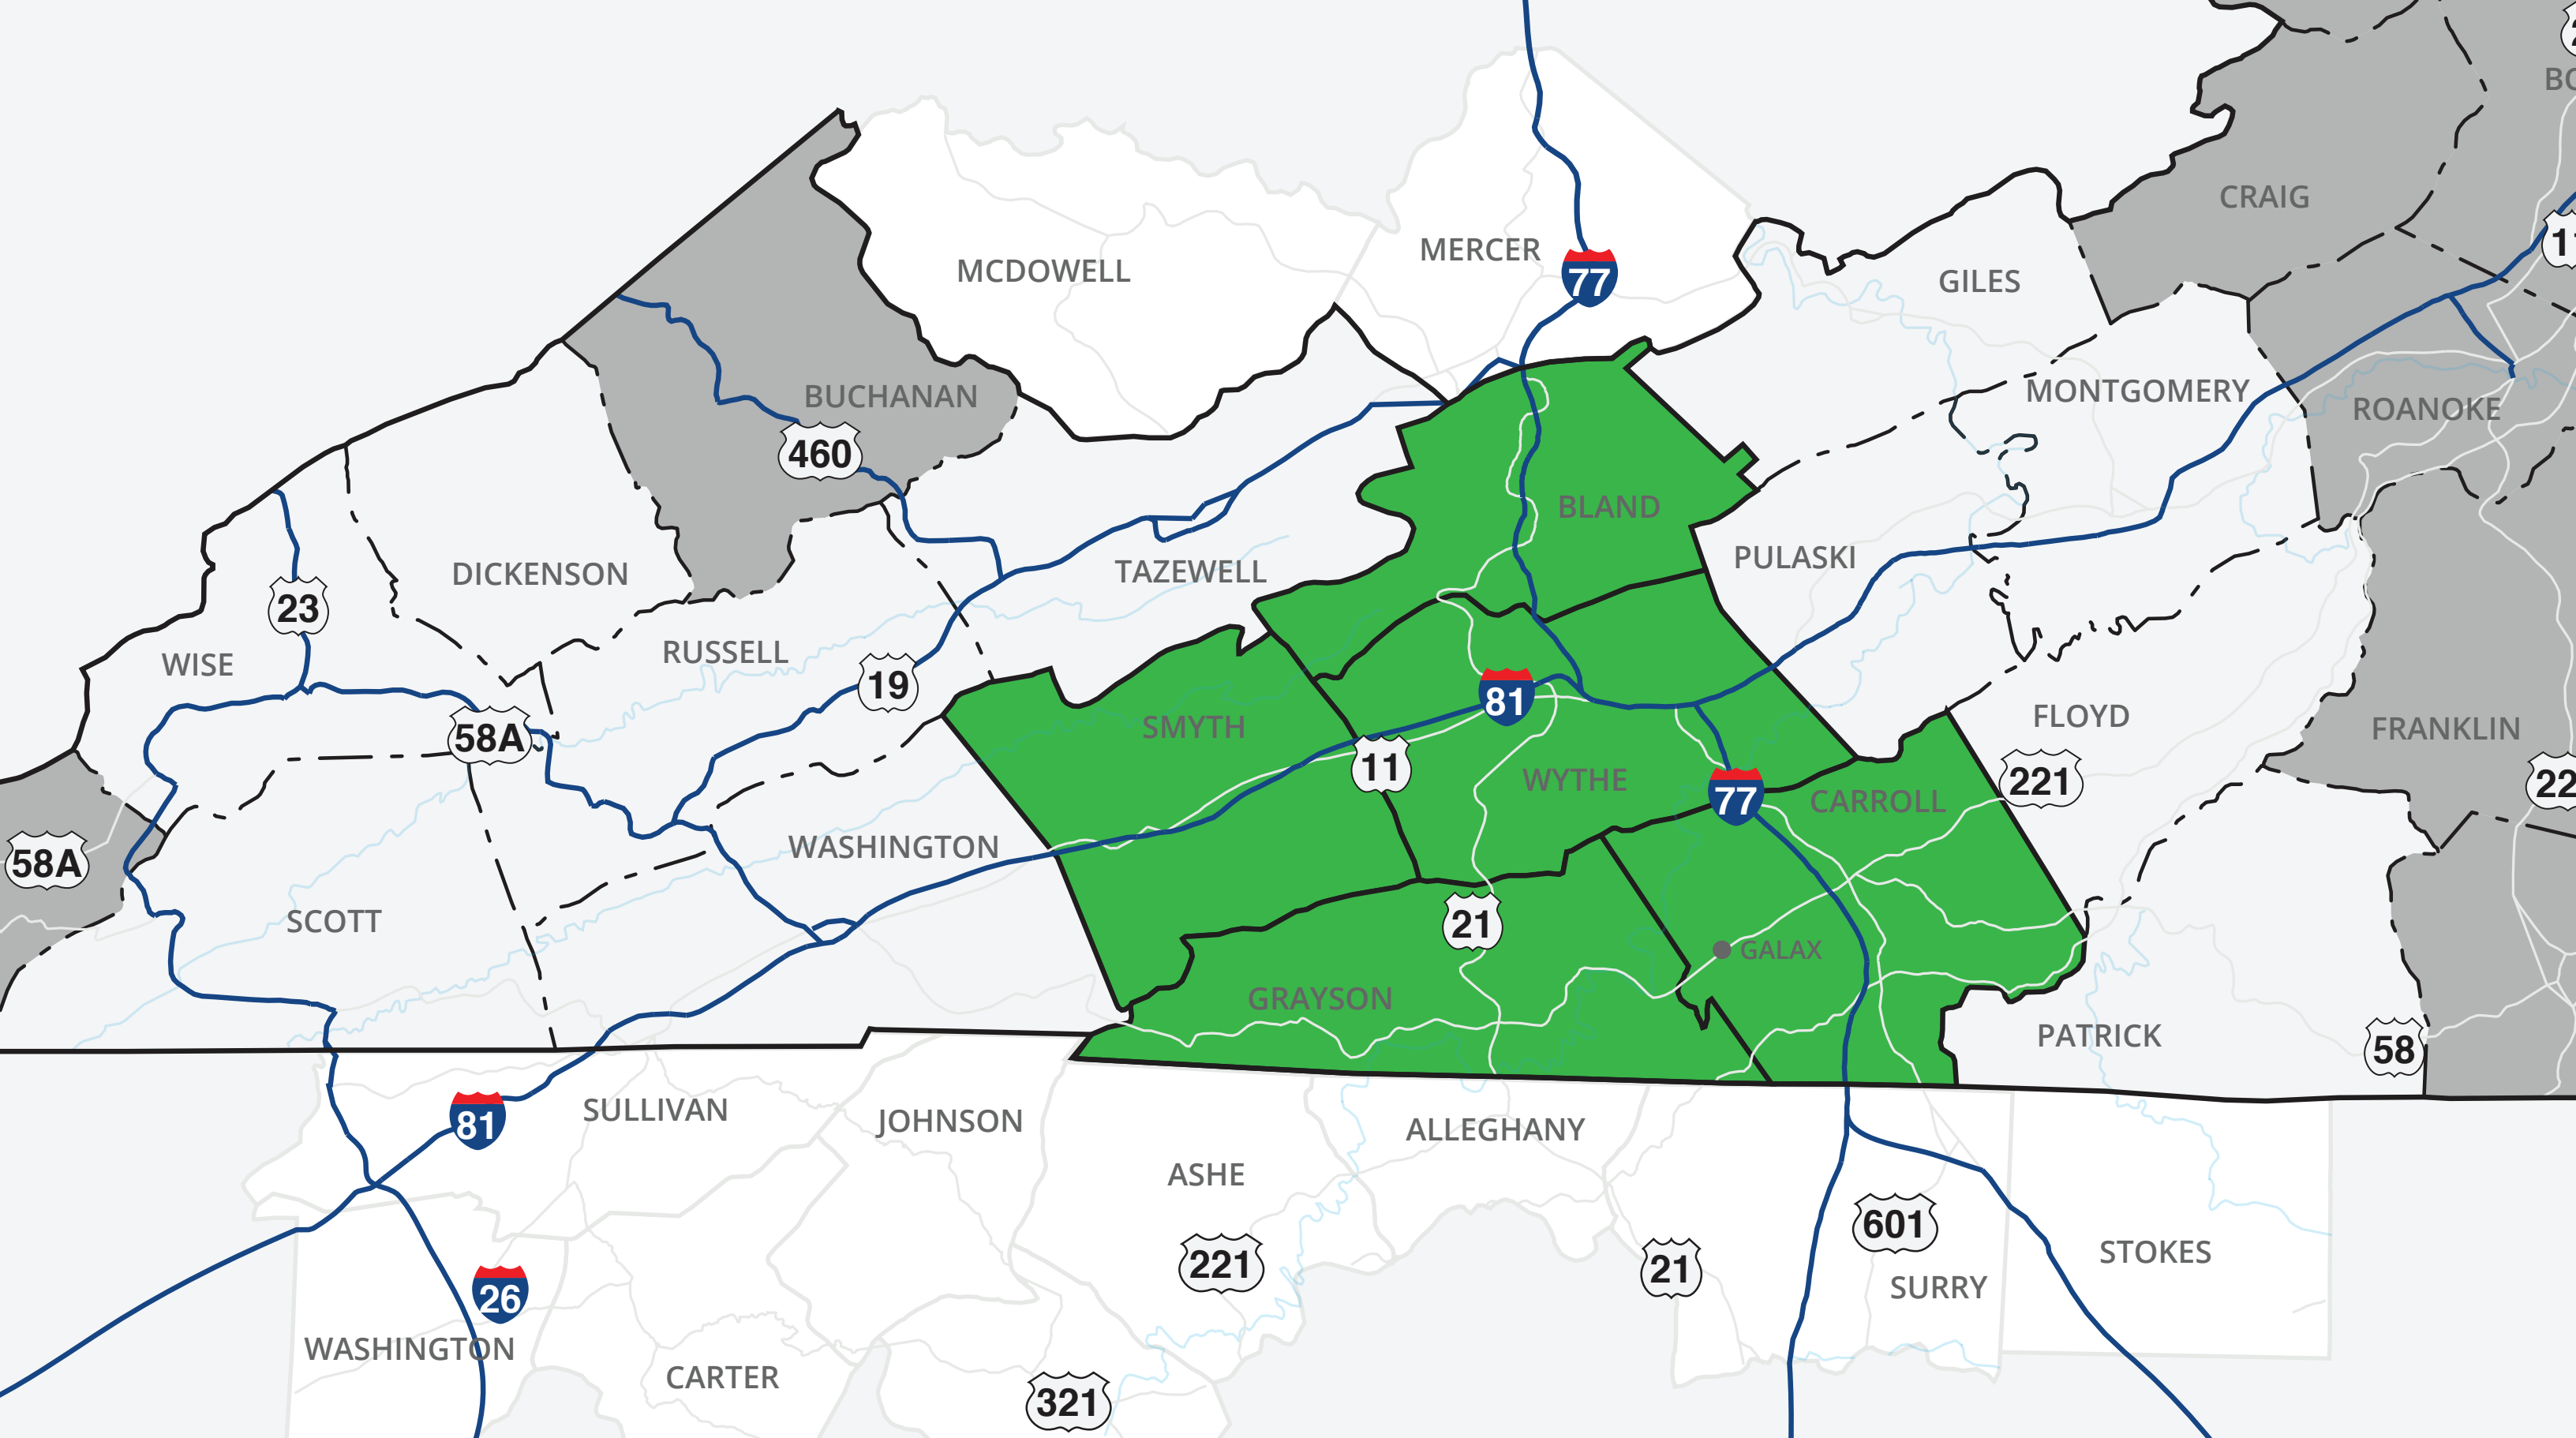 CRAIG
MCDOWELL
MERCER
77
GILES
BUCHANAN
460
MONTGOMERY
ROANOKE
BLAND
DICKENSON
TAZEWELL
PULASKI
23
WISE
RUSSELL
19
81
SMYTH
58A
11
WYTHE
77
CARROLL
FLOYD
221
FRANKLIN
58A
WASHINGTON
SCOTT
21
GALAX
GRAYSON
PATRICK
58
81
SULLIVAN
JOHNSON
ALLEGHANY
ASHE
221
21
601
SURRY
STOKES
26
WASHINGTON
CARTER
321